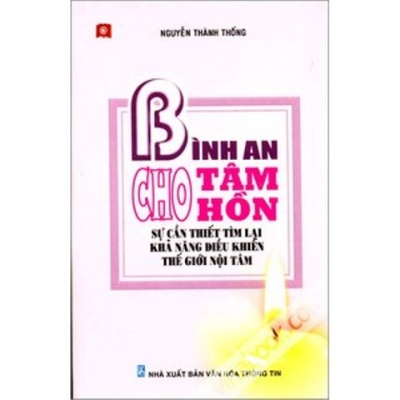 NGUYỄN THÀNH THỐNG
BÌNH AN
CHO TÂM
HỒN
SỰ CẦN THIẾT TÌM LẠI
KHẢ NĂNG ĐIỀU KHIỂN
THẾ GIỚI NỘI TÂM
NHÀ XUẤT BẢN VĂN HÓA THÔNG TIN